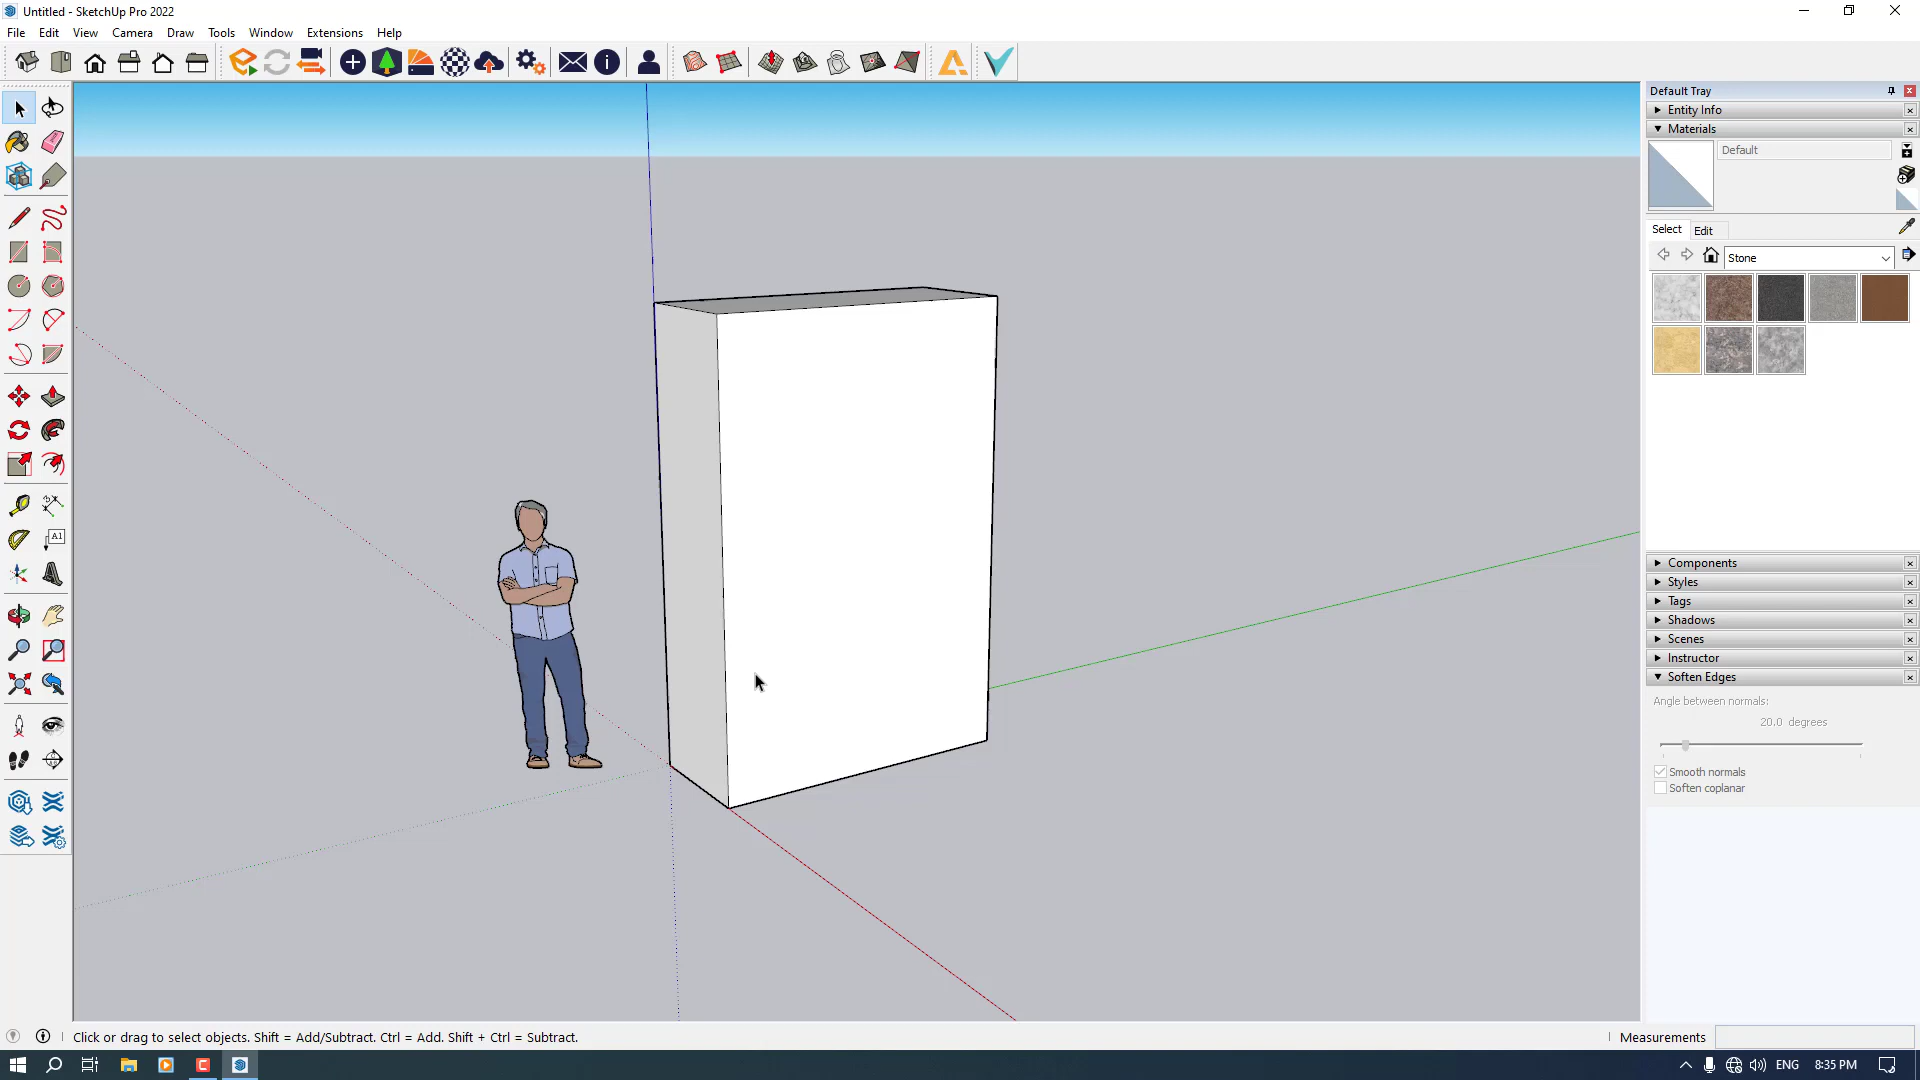 Untitled - SketchUp Pro 2022
File Edit View Camera Draw Tools Window Extensions Help
Default Tray
Entity Info
Materials
Default
Select Edit
Stone
A1
Components
Styles
Tags
Shadows
Scenes
Instructor
Soften Edges
Angle between normals:
20.0 degrees
Smooth normals
Soften coplanar
Click or drag to select objects. Shift = Add/Subtract. Ctrl = Add. Shift + Ctrl = Subtract.
Measurements
ENG 8:35 PM